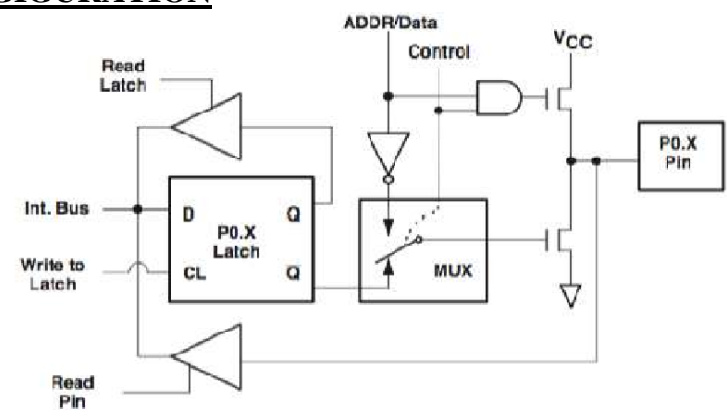 ADDR/Data
Control
VCC
Read
Latch
P0.X
Pin
Int. Bus
D
Q
P0.X
Latch
Write to
Latch
CL
Q
MUX
Read
Pin